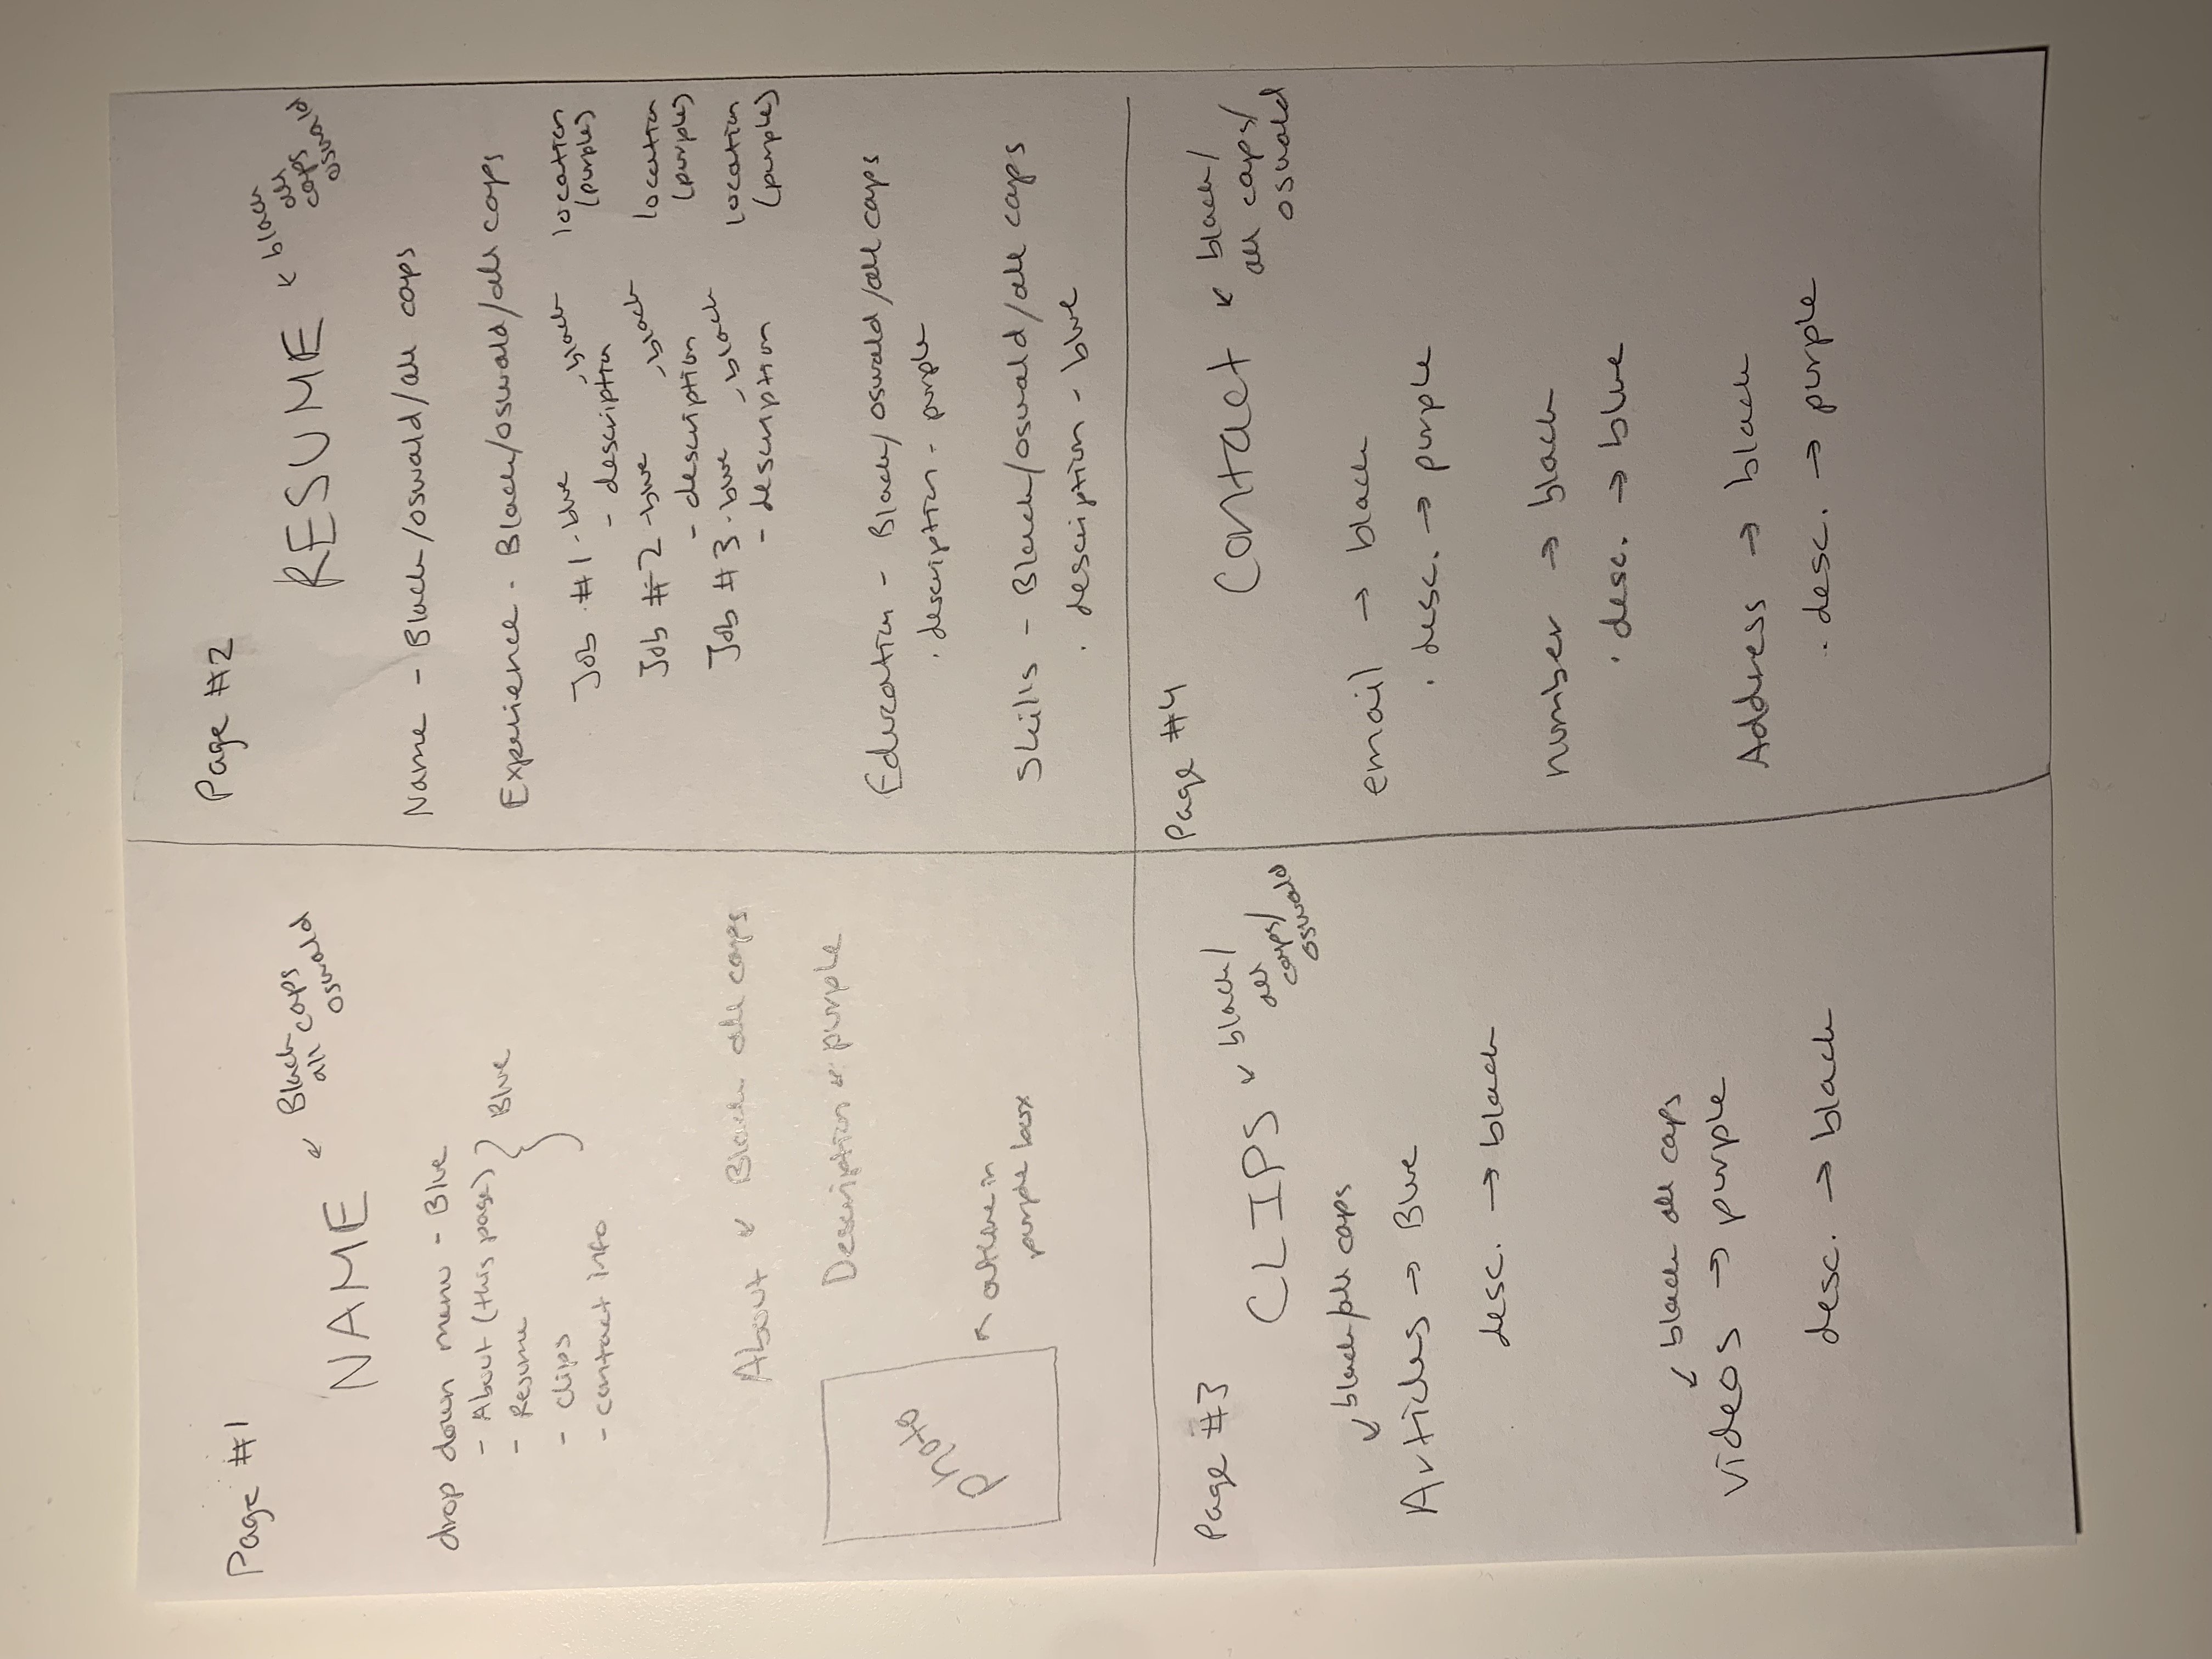 Page #1
NAME
Black
all caps
oswald
drop down menu - Blue
- About (this page)
- Resume
- clips
- contact info
Blue
About
Black all caps
Description
purple
photo
outline in
purple box
Page #2
RESUME
black
all
caps
oswald
Name - Black/oswald/all caps
Experience - Black/oswald/all caps
Job #1 - blue
- description
- black
location
(purple)
Job #2 - blue
- description
- black
location
(purple)
Job #3 - blue
- description
- black
location
(purple)
Education - Black/oswald/all caps
· description - purple
Skills - Black/oswald/all caps
· description - blue
Page #3
CLIPS
black/
all
caps/
oswald
black/all caps
Articles → Blue
desc. → black
black all caps
videos → purple
desc. → black
Page #4
Contact
black/
all caps/
oswald
email → black
· desc. → purple
number → black
· desc. → blue
Address → black
· desc. → purple